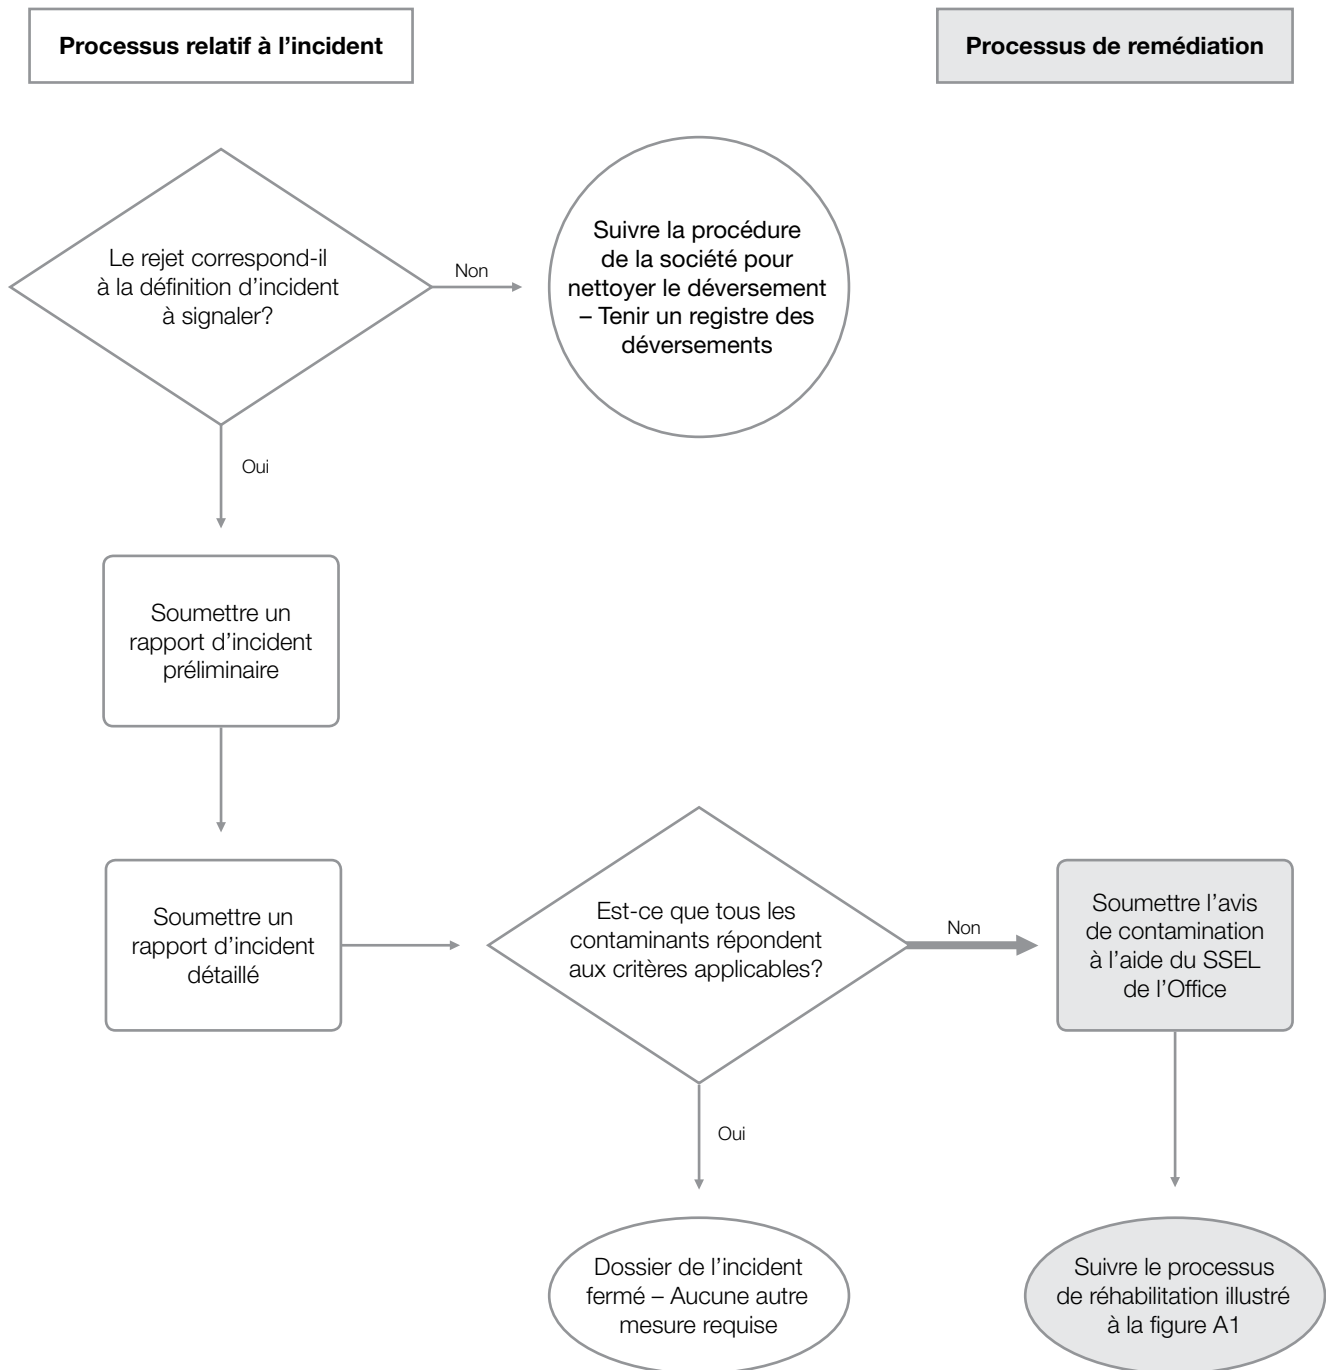 Processus relatif à l’incident
Processus de remédiation
Le rejet correspond-il
à la définition d’incident
à signaler?
Non
Suivre la procédure
de la société pour
nettoyer le déversement
– Tenir un registre des
déversements
Oui
Soumettre un
rapport d’incident
préliminaire
Soumettre un
rapport d’incident
détaillé
Est-ce que tous les
contaminants répondent
aux critères applicables?
Non
Soumettre l’avis
de contamination
à l’aide du SSEL
de l’Office
Oui
Dossier de l’incident
fermé – Aucune autre
mesure requise
Suivre le processus
de réhabilitation illustré
à la figure A1